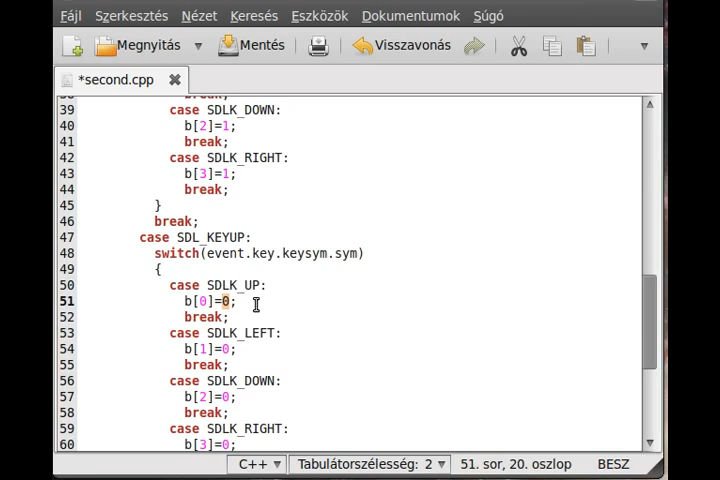 Fájl Szerkesztés Nézet Keresés Eszközök Dokumentumok Súgó
Megnyitás Mentés Visszavonás
*second.cpp
break;
39 case SDLK_DOWN:
40 b[2]=1;
41 break;
42 case SDLK_RIGHT:
43 b[3]=1;
44 break;
45 }
46 break;
47 case SDL_KEYUP:
48 switch(event.key.keysym.sym)
49 {
50 case SDLK_UP:
51 b[0]=0;
52 break;
53 case SDLK_LEFT:
54 b[1]=0;
55 break;
56 case SDLK_DOWN:
57 b[2]=0;
58 break;
59 case SDLK_RIGHT:
60 b[3]=0;
C++ Tabulátorszélesség: 2 51. sor, 20. oszlop BESZ